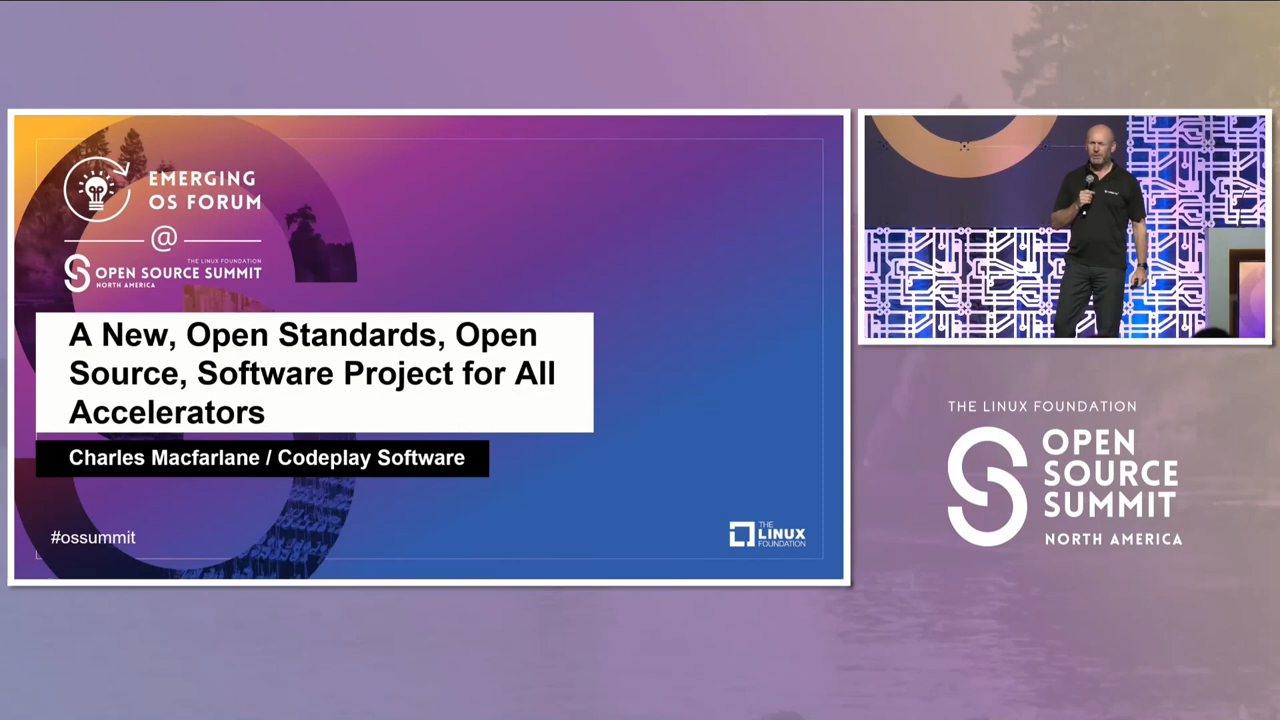 EMERGING
OS FORUM
@
THE LINUX FOUNDATION
OPEN SOURCE SUMMIT
NORTH AMERICA
A New, Open Standards, Open
Source, Software Project for All
Accelerators
Charles Macfarlane / Codeplay Software
#ossummit
THE
LINUX
FOUNDATION
THE LINUX FOUNDATION
OPEN
SOURCE
SUMMIT
NORTH AMERICA